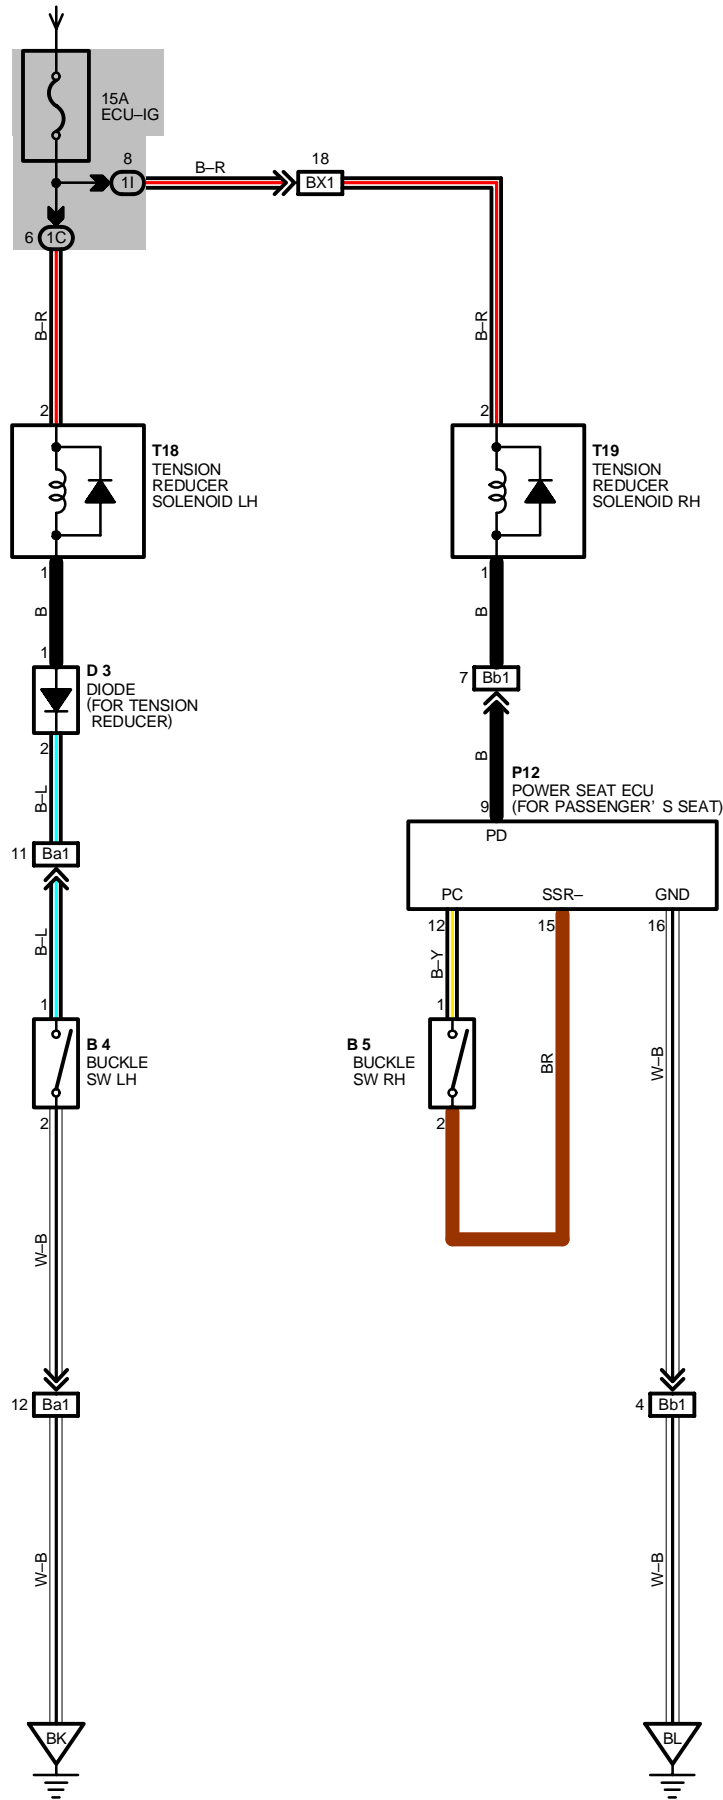 15A
ECU–IG
8
1I
B–R
18
BX1
6
1C
B–R
B–R
2
T18
TENSION
REDUCER
SOLENOID LH
2
T19
TENSION
REDUCER
SOLENOID RH
1
B
1
1
B
D 3
DIODE
(FOR TENSION
REDUCER)
7
Bb1
2
B–L
B
P12
POWER SEAT ECU
(FOR PASSENGER' S SEAT)
9
PD
11
Ba1
PC
SSR–
GND
12
15
16
B–L
B–Y
1
1
B 4
BUCKLE
SW LH
B 5
BUCKLE
SW RH
BR
W–B
2
2
W–B
12
Ba1
4
Bb1
W–B
W–B
BK
BL